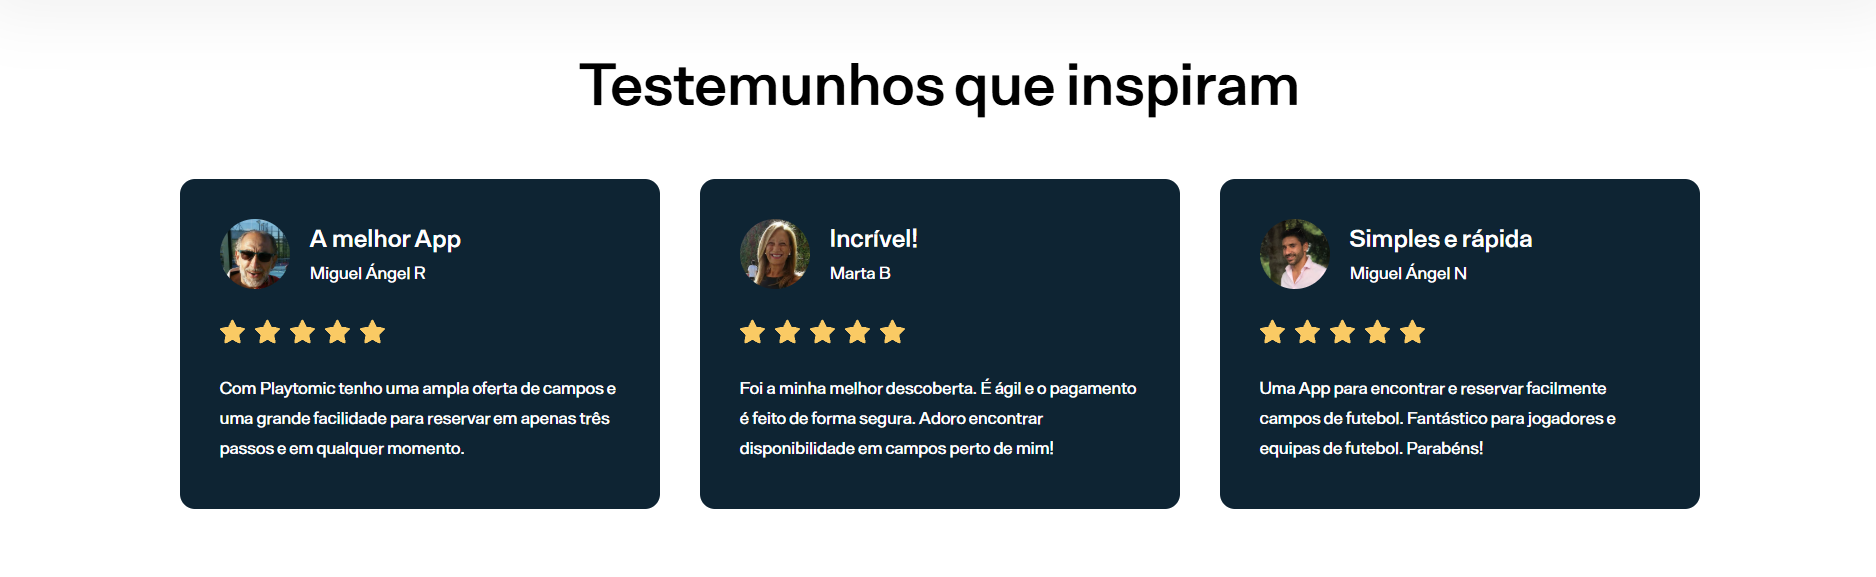 Testemunhos que inspiram
A melhor App
Miguel Ángel R
Com Playtomic tenho uma ampla oferta de campos e
uma grande facilidade para reservar em apenas três
passos e em qualquer momento.
Incrível!
Marta B
Foi a minha melhor descoberta. É ágil e o pagamento
é feito de forma segura. Adoro encontrar
disponibilidade em campos perto de mim!
Simples e rápida
Miguel Ángel N
Uma App para encontrar e reservar facilmente
campos de futebol. Fantástico para jogadores e
equipas de futebol. Parabéns!